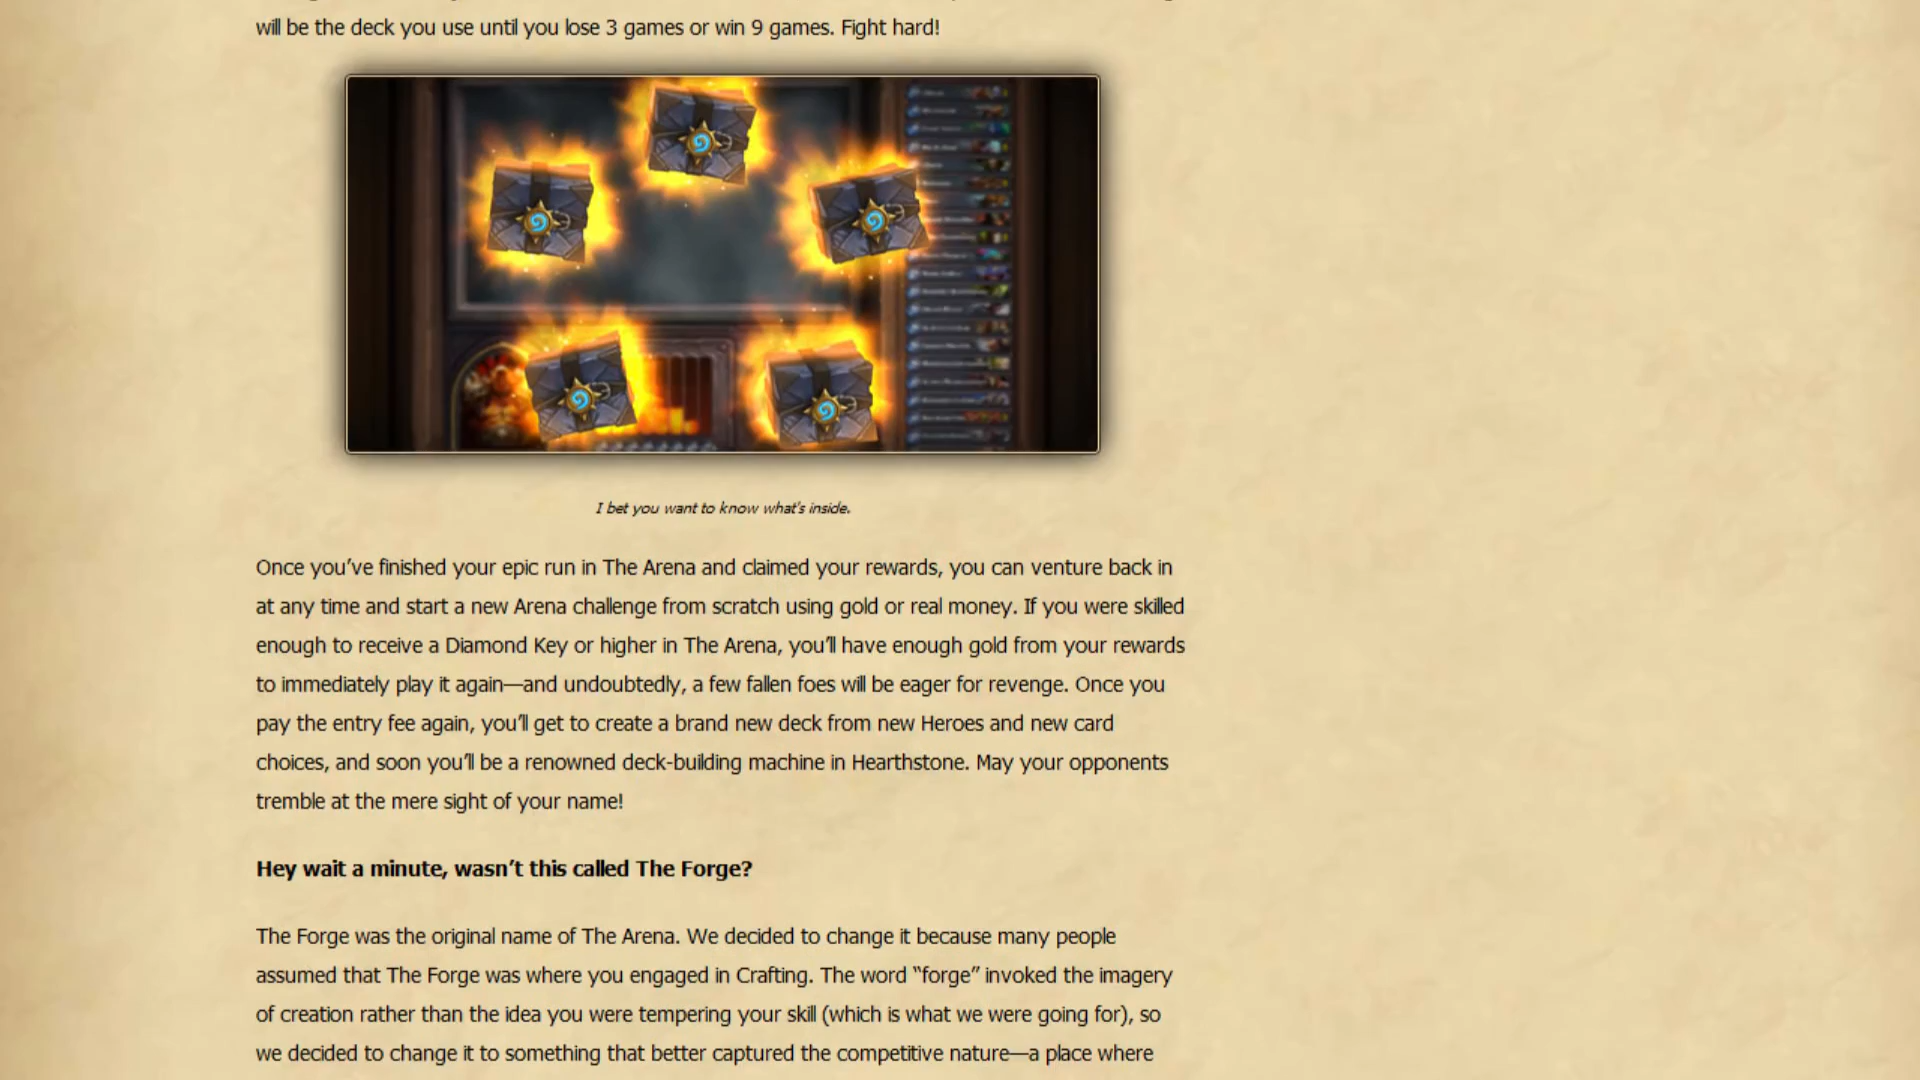 will be the deck you use until you lose 3 games or win 9 games. Fight hard!
I bet you want to know what's inside.
Once you’ve finished your epic run in The Arena and claimed your rewards, you can venture back in
at any time and start a new Arena challenge from scratch using gold or real money. If you were skilled
enough to receive a Diamond Key or higher in The Arena, you’ll have enough gold from your rewards
to immediately play it again—and undoubtedly, a few fallen foes will be eager for revenge. Once you
pay the entry fee again, you’ll get to create a brand new deck from new Heroes and new card
choices, and soon you’ll be a renowned deck-building machine in Hearthstone. May your opponents
tremble at the mere sight of your name!
Hey wait a minute, wasn’t this called The Forge?
The Forge was the original name of The Arena. We decided to change it because many people
assumed that The Forge was where you engaged in Crafting. The word “forge” invoked the imagery
of creation rather than the idea you were tempering your skill (which is what we were going for), so
we decided to change it to something that better captured the competitive nature—a place where